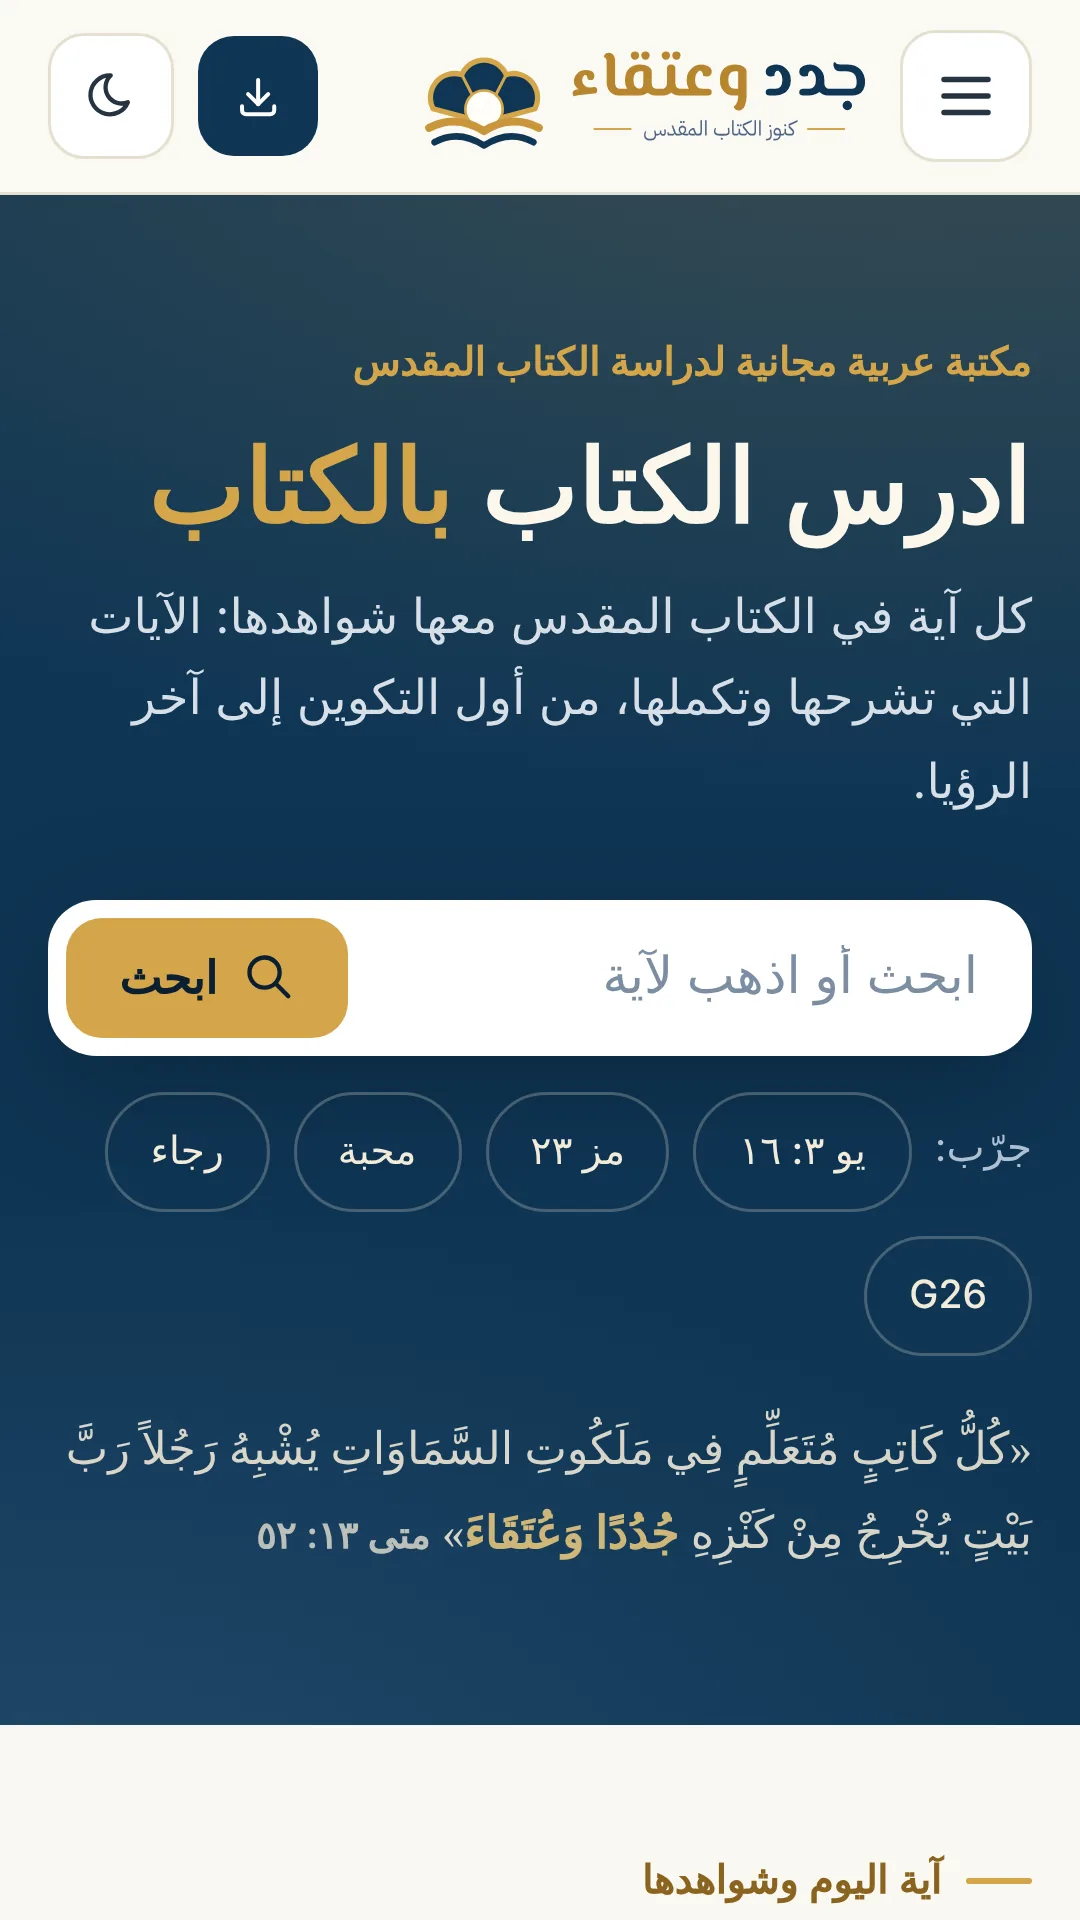 جدد وعتقاء
كنوز الكتاب المقدس
مكتبة عربية مجانية لدراسة الكتاب المقدس
ادرس الكتاب بالكتاب
كل آية في الكتاب المقدس معها شواهدها: الآيات
التي تشرحها وتكملها، من أول التكوين إلى آخر
الرؤيا.
ابحث أو اذهب لآية
ابحث
جرّب:
يو ٣: ١٦
مز ٢٣
محبة
رجاء
G26
«كُلُّ كَاتِبٍ مُتَعَلِّمٍ فِي مَلَكُوتِ السَّمَاوَاتِ يُشْبِهُ رَجُلاً رَبَّ
بَيْتٍ يُخْرِجُ مِنْ كَنْزِهِ جُدُدًا وَعُتَقَاءَ» متى ١٣: ٥٢
آية اليوم وشواهدها